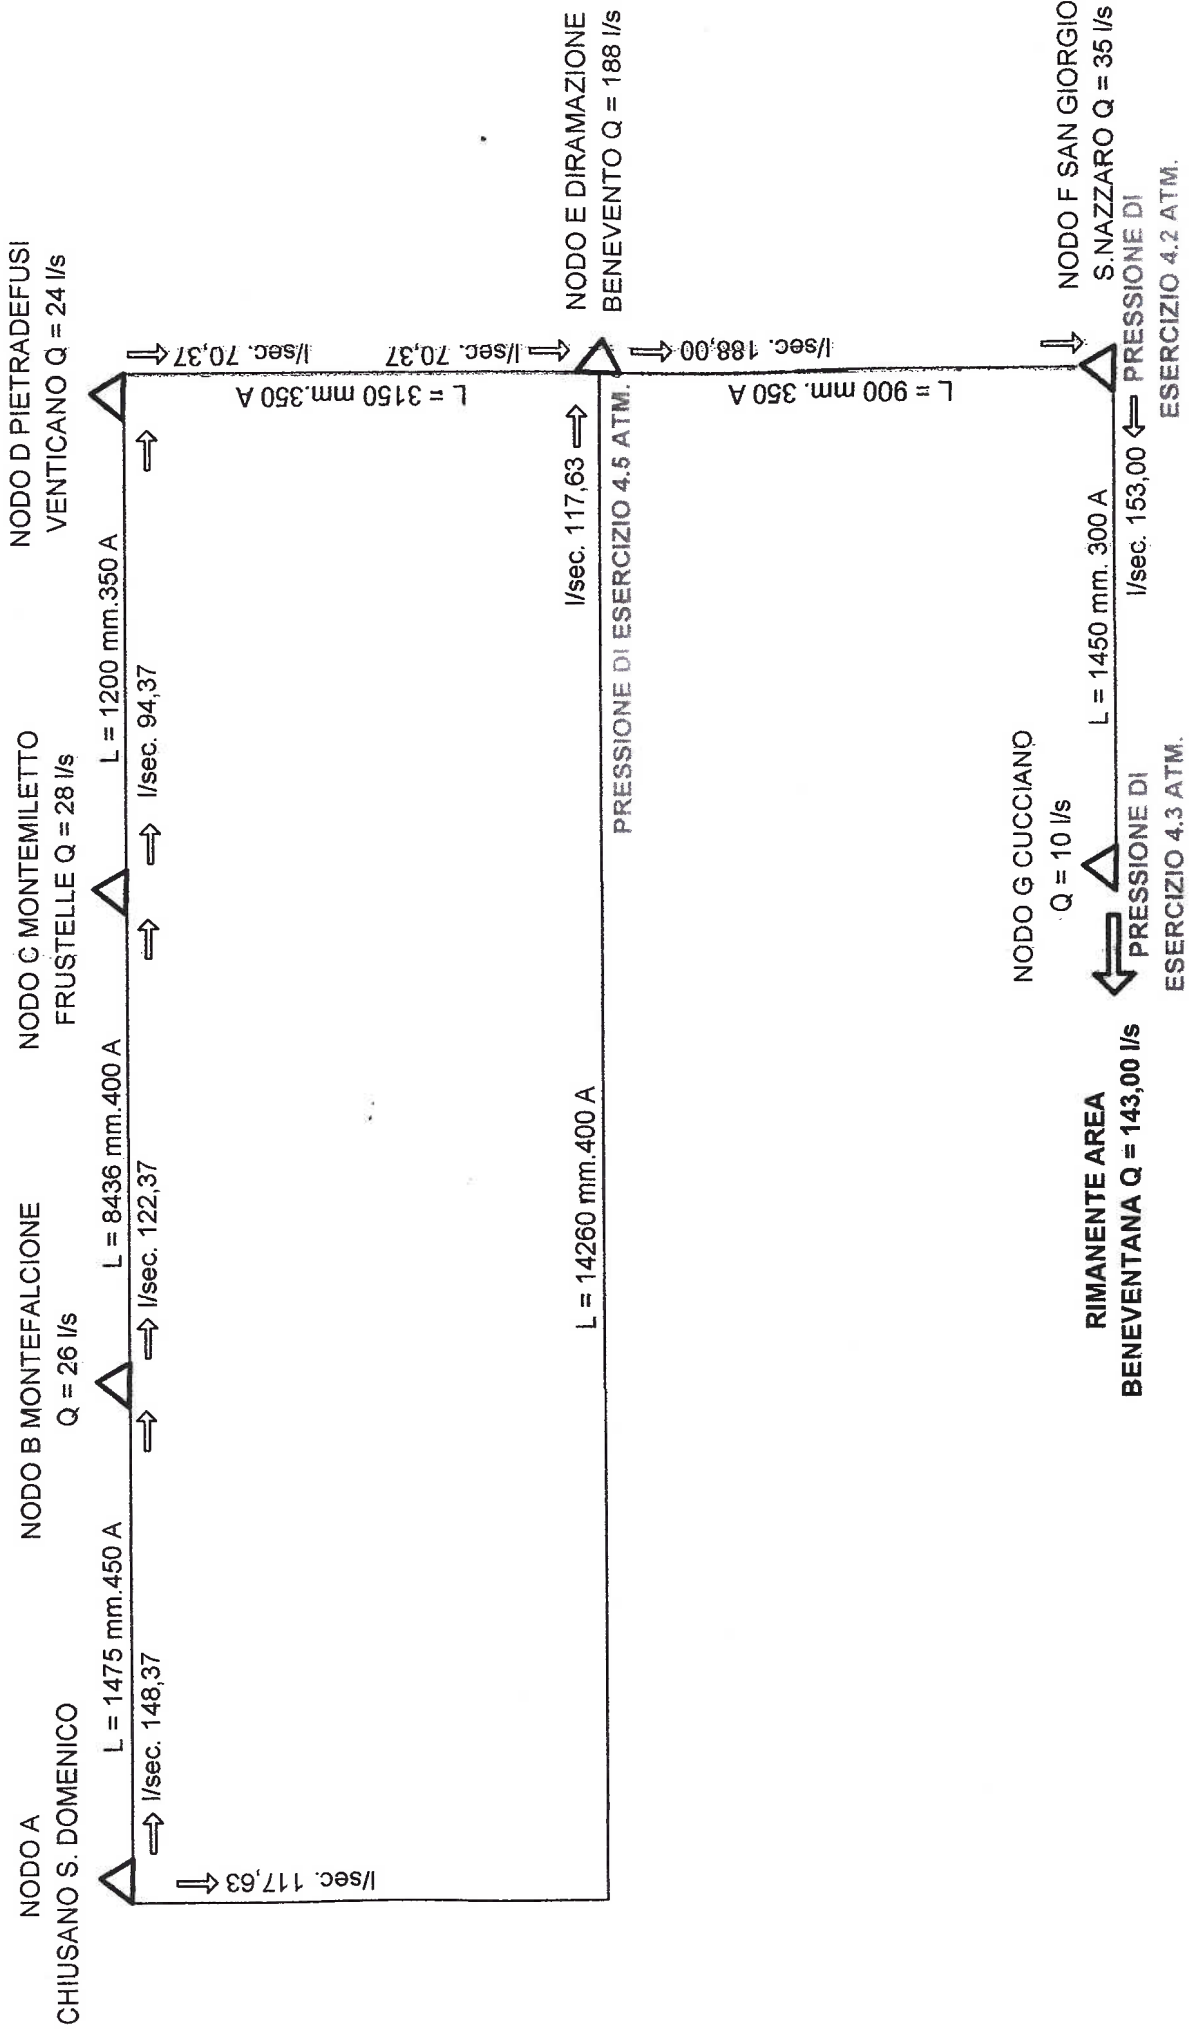 NODO A
CHIUSANO S. DOMENICO
L = 1475 mm.450 A
l/sec. 148,37
l/sec. 117,63
NODO B MONTEFALCIONE
Q = 26 l/s
L = 8436 mm.400 A
l/sec. 122,37
NODO C MONTEMILETTO
FRUSTELLE Q = 28 l/s
L = 1200 mm.350 A
l/sec. 94,37
NODO D PIETRADEFUSI
VENTICANO Q = 24 l/s
l/sec. 70,37
L = 3150 mm.350 A
l/sec. 70,37
L = 14260 mm.400 A
l/sec. 117,63
PRESSIONE DI ESERCIZIO 4.5 ATM.
NODO E DIRAMAZIONE
BENEVENTO Q = 188 l/s
l/sec. 188,00
L = 900 mm. 350 A
NODO F SAN GIORGIO
S.NAZZARO Q = 35 l/s
PRESSIONE DI
ESERCIZIO 4.2 ATM.
L = 1450 mm. 300 A
l/sec. 153,00
NODO G CUCCIANO
Q = 10 l/s
PRESSIONE DI
ESERCIZIO 4.3 ATM.
RIMANENTE AREA
BENEVENTANA Q = 143,00 l/s